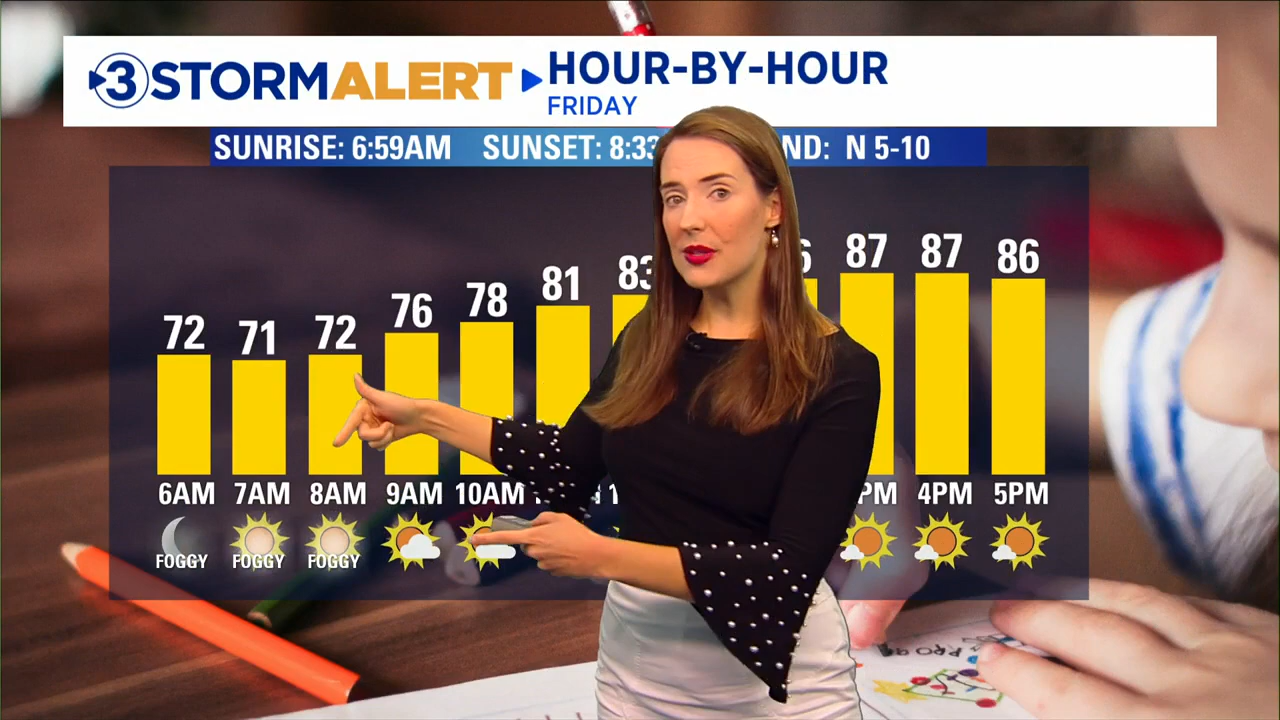 3 STORMALERT HOUR-BY-HOUR
FRIDAY
SUNRISE: 6:59AM SUNSET: 8:33 N 5-10
72 71 72 76 78 81 83 87 87 86
6AM 7AM 8AM 9AM 10AM PM 4PM 5PM
FOGGY FOGGY FOGGY